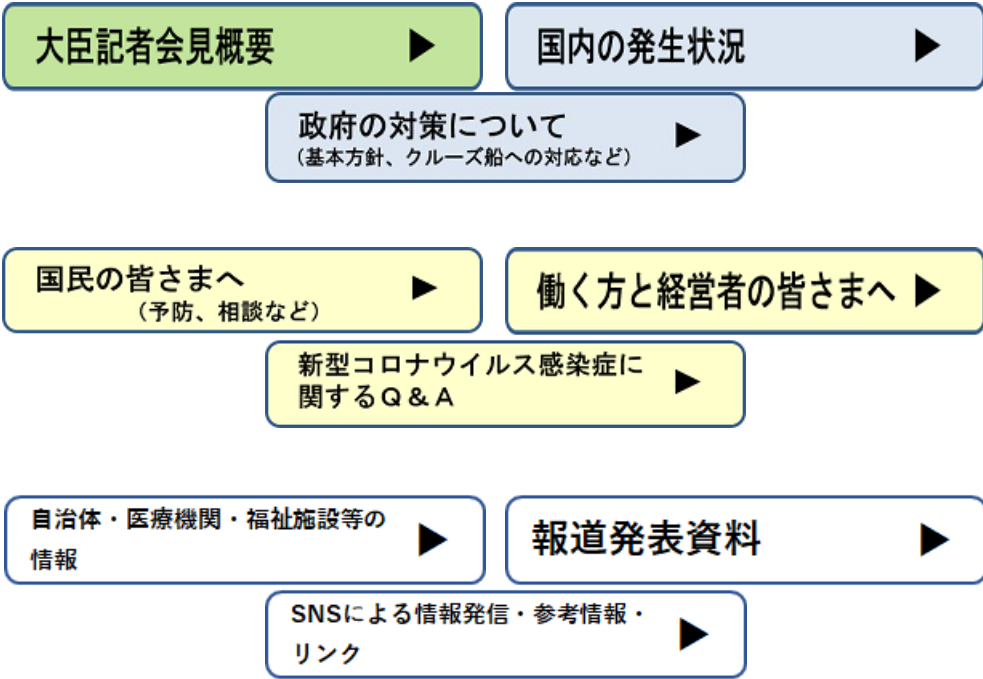 大臣記者会見概要 ▶
国内の発生状況 ▶
政府の対策について ▶
（基本方針、クルーズ船への対応など）
国民の皆さまへ ▶
（予防、相談など）
働く方と経営者の皆さまへ ▶
新型コロナウイルス感染症に ▶
関するＱ＆Ａ
自治体・医療機関・福祉施設等の ▶
情報
報道発表資料 ▶
SNSによる情報発信・参考情報・ ▶
リンク